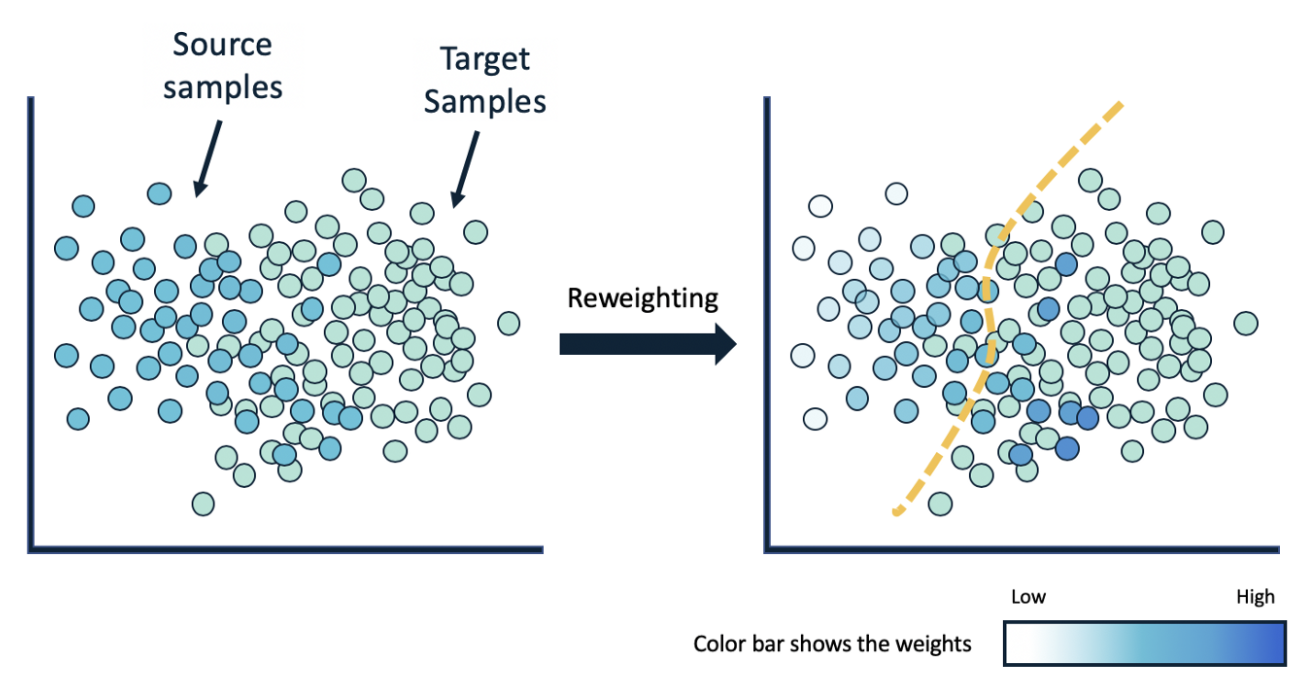 Source
samples
Target
Samples
Reweighting
Low
High
Color bar shows the weights